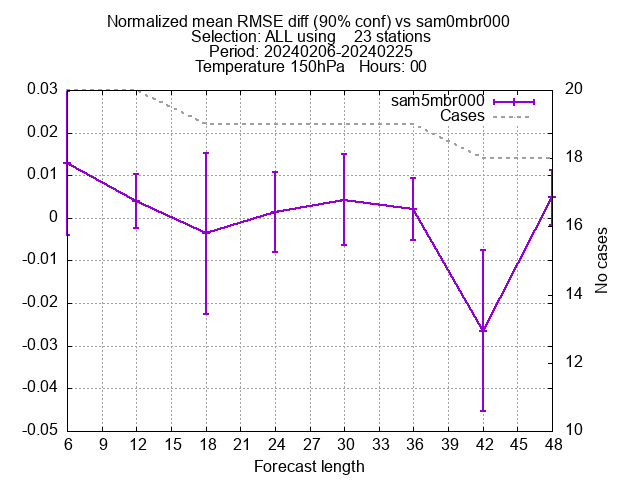 Normalized mean RMSE diff (90% conf) vs sam0mbr000
Selection: ALL using    23 stations
Period: 20240206-20240225
Temperature 150hPa   Hours: 00
sam5mbr000
Cases
0.03
0.02
0.01
0
-0.01
-0.02
-0.03
-0.04
-0.05
20
18
16
14
12
10
No cases
6 9 12 15 18 21 24 27 30 33 36 39 42 45 48
Forecast length